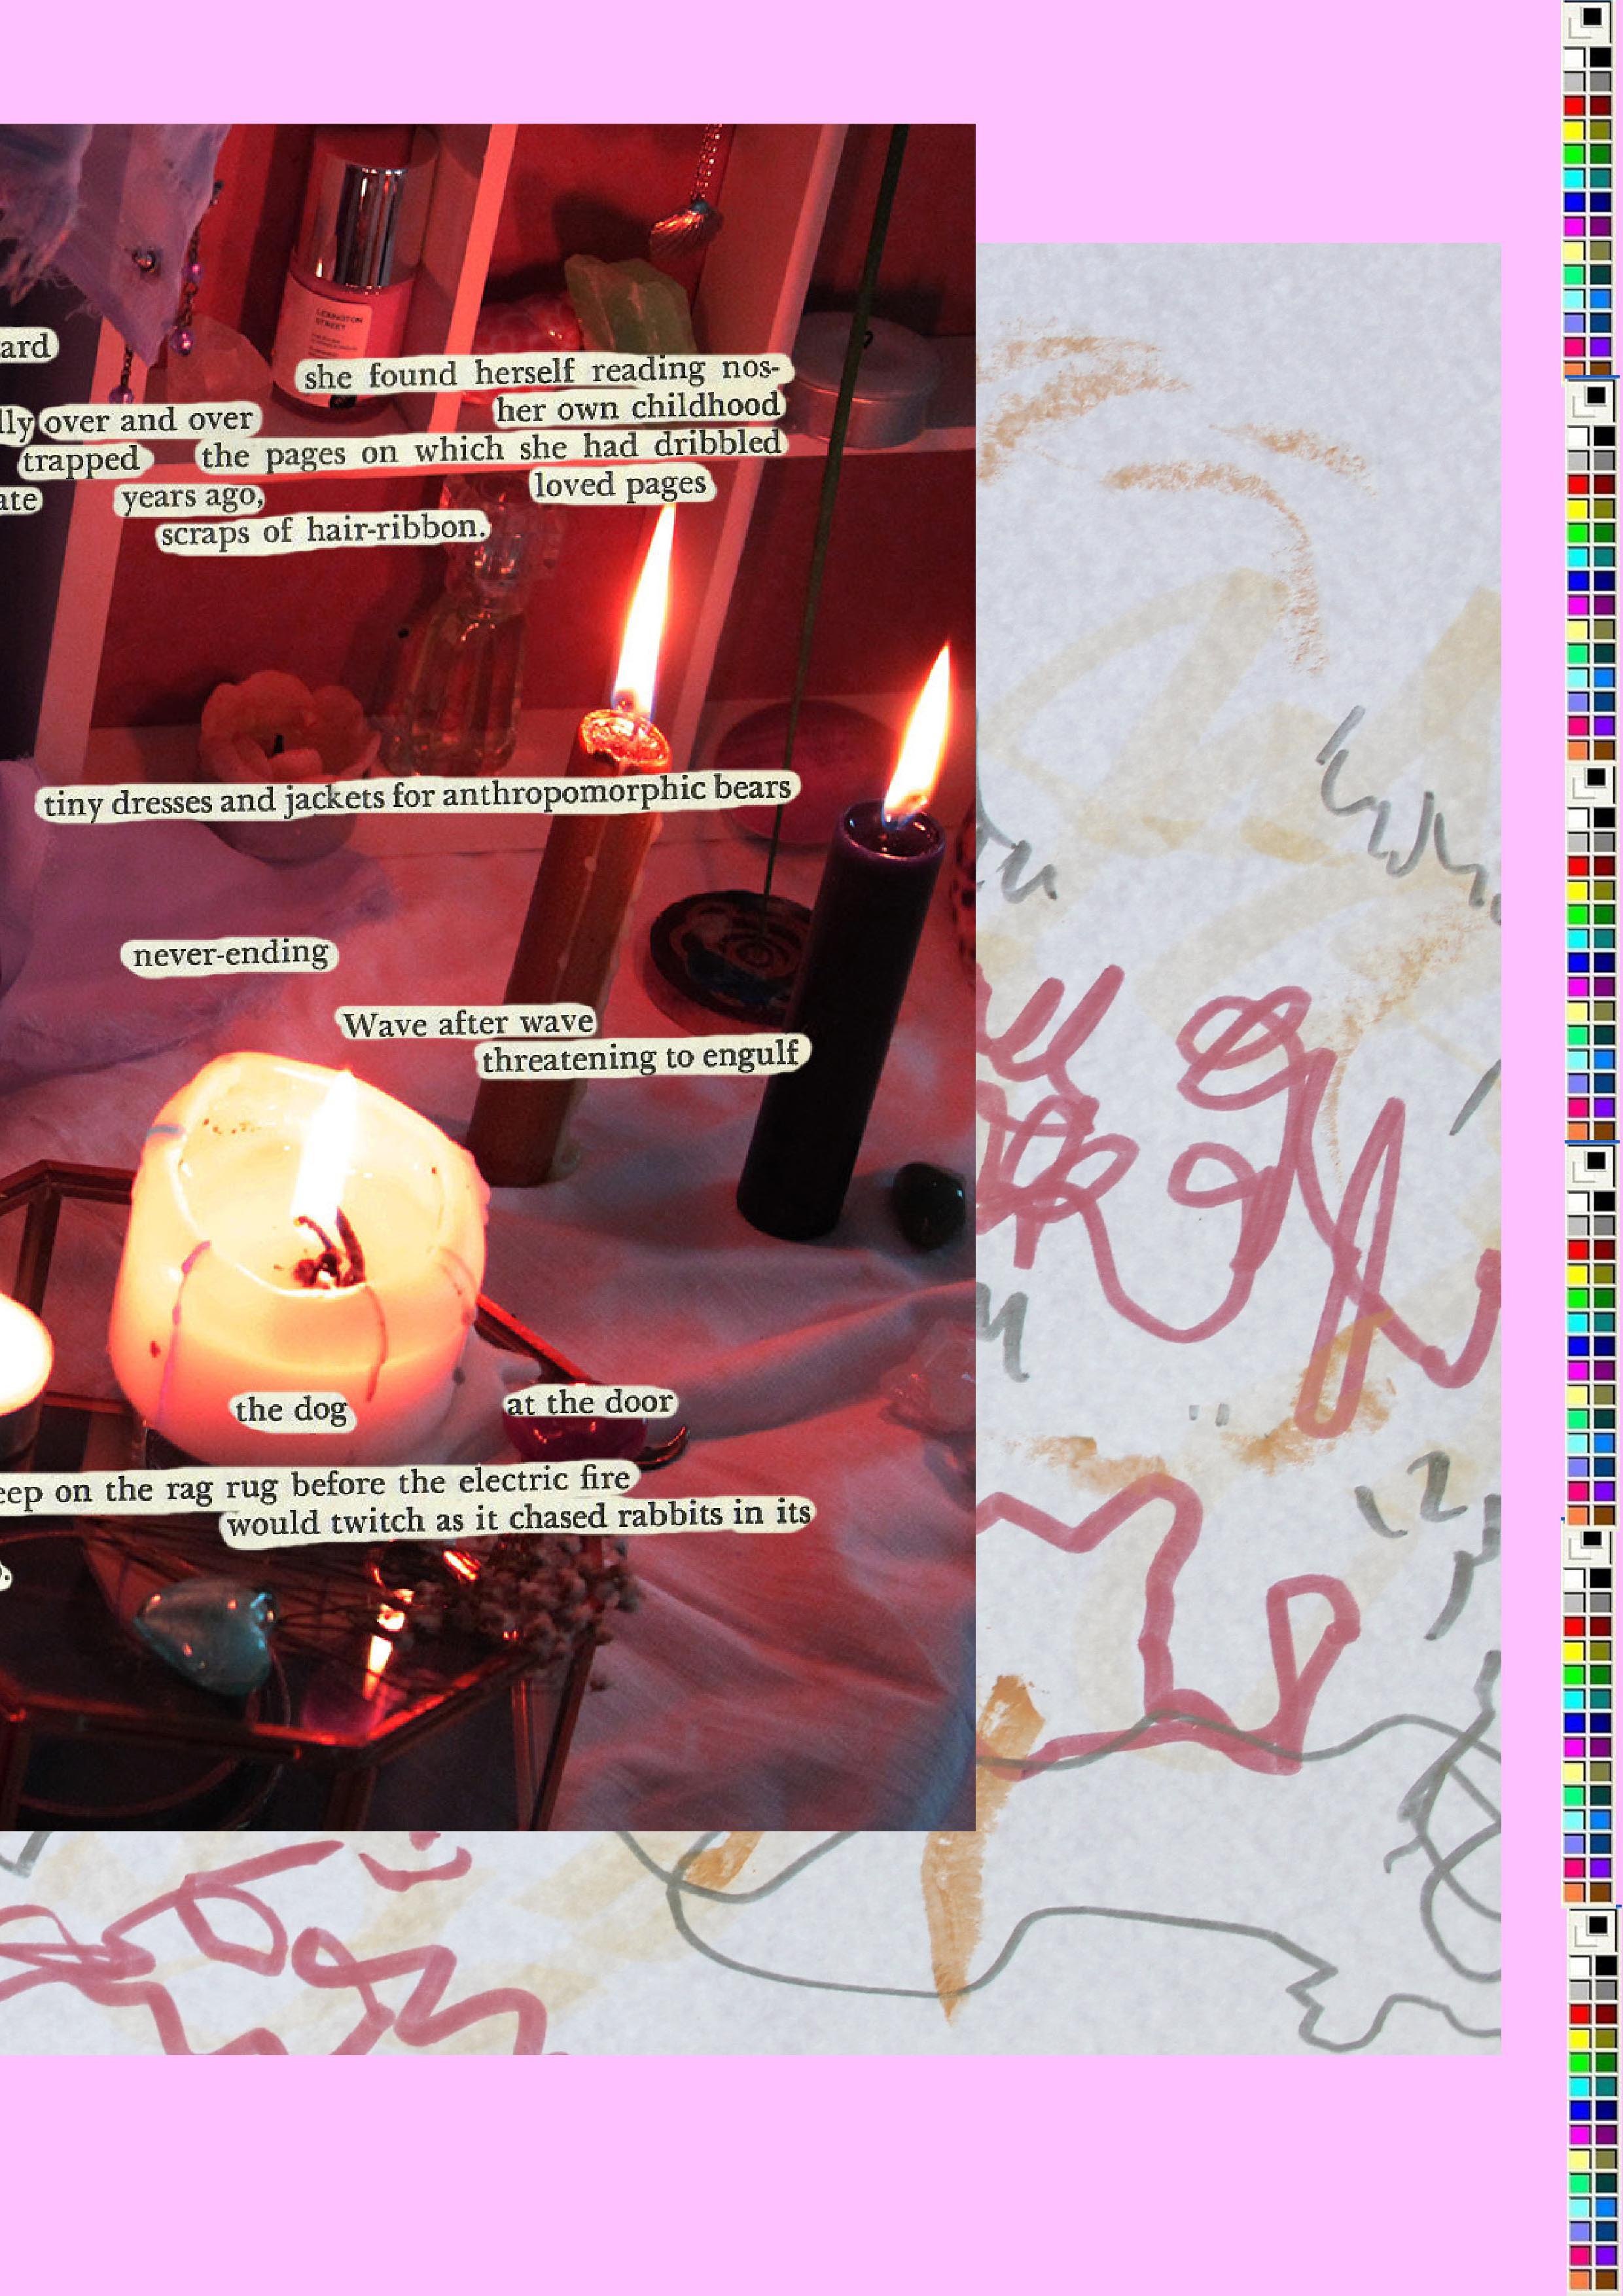 LEXINGTON
STREET
ard
she found herself reading nos-
lly over and over her own childhood
trapped the pages on which she had dribbled
ate years ago, loved pages
scraps of hair-ribbon.
tiny dresses and jackets for anthropomorphic bears
never-ending
Wave after wave
threatening to engulf
the dog at the door
eep on the rag rug before the electric fire
would twitch as it chased rabbits in its